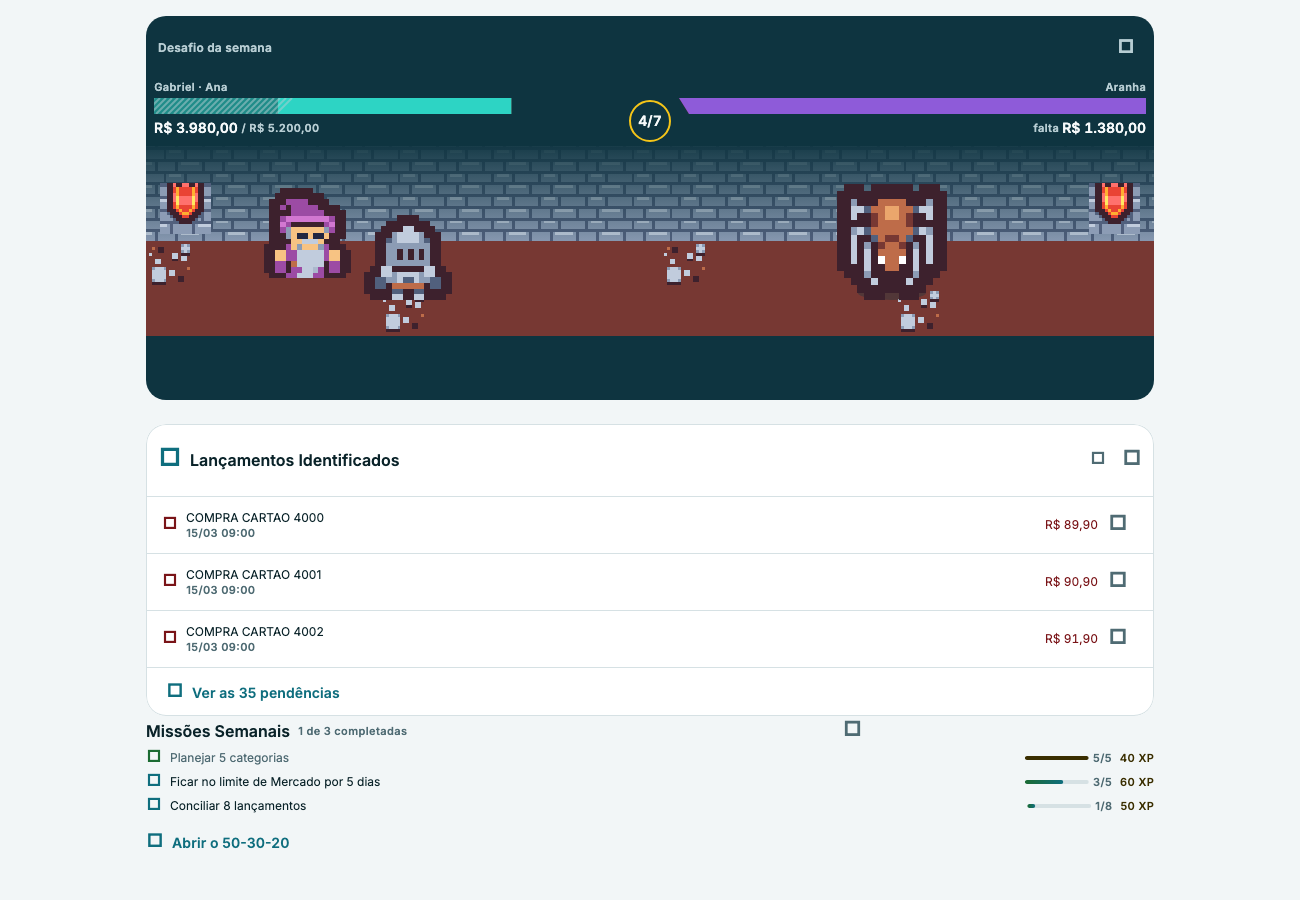 Desafio da semana
Gabriel · Ana
Aranha
4/7
R$ 3.980,00 / R$ 5.200,00
falta R$ 1.380,00
Lançamentos Identificados
COMPRA CARTAO 4000
15/03 09:00
R$ 89,90
COMPRA CARTAO 4001
15/03 09:00
R$ 90,90
COMPRA CARTAO 4002
15/03 09:00
R$ 91,90
Ver as 35 pendências
Missões Semanais 1 de 3 completadas
Planejar 5 categorias 5/5 40 XP
Ficar no limite de Mercado por 5 dias 3/5 60 XP
Conciliar 8 lançamentos 1/8 50 XP
Abrir o 50-30-20